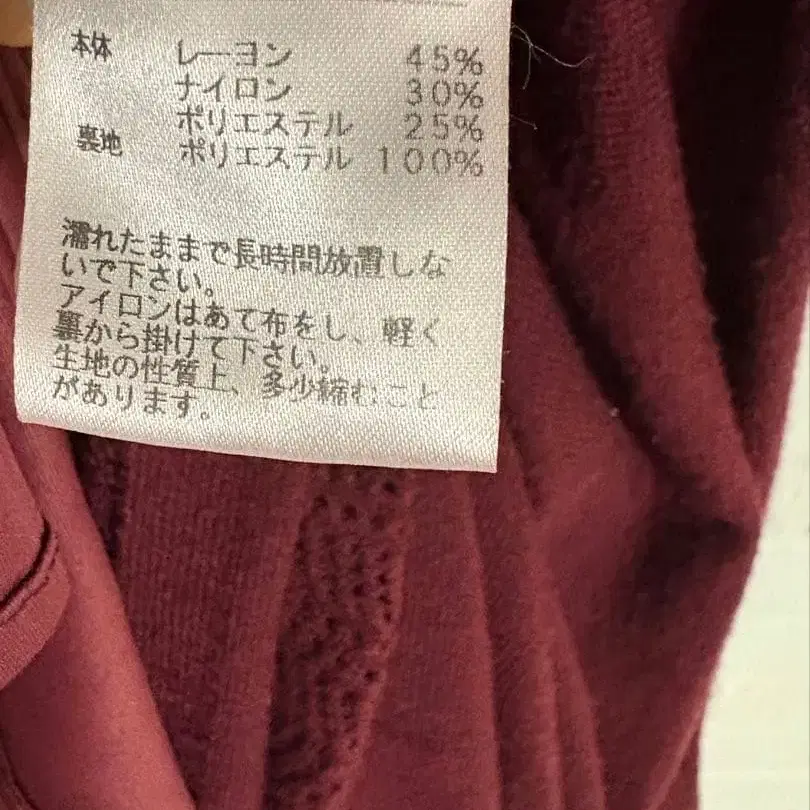 本体 レーヨン 45%
ナイロン 30%
ポリエステル 25%
裏地 ポリエステル 100%
濡れたままで長時間放置しな
いで下さい。
アイロンはあて布をし、軽く
裏から掛けて下さい。
生地の性質上、多少縮むこと
があります。